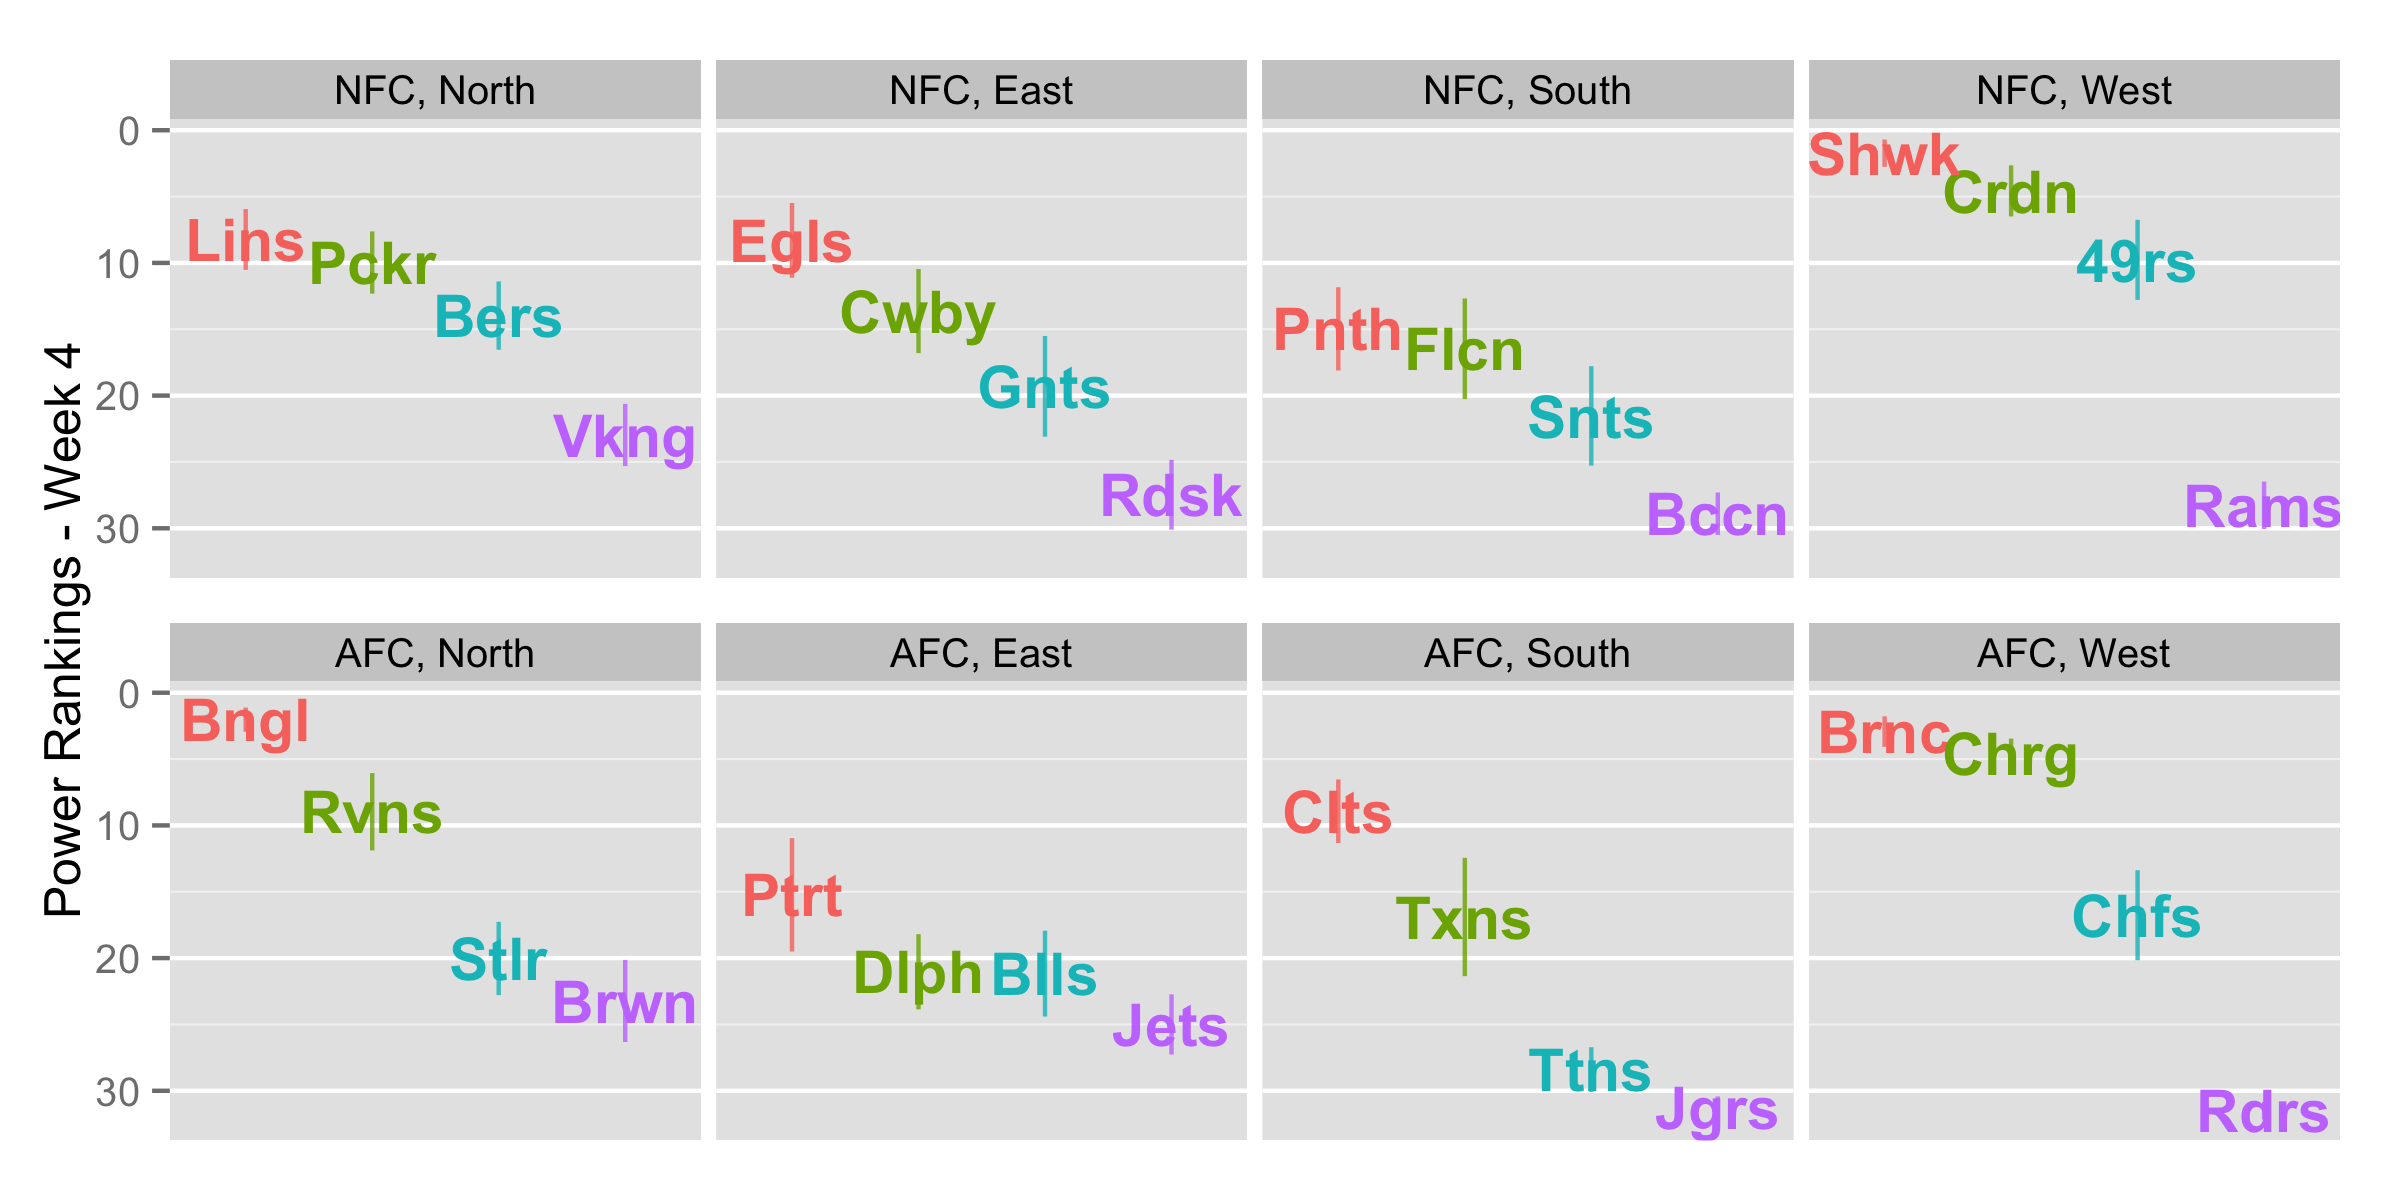 NFC, North
NFC, East
NFC, South
NFC, West
Power Rankings - Week 4
0
10
20
30
Lins
Pckr
Bers
Vkng
Egls
Cwby
Gnts
Rdsk
Pnth
Flcn
Snts
Bccn
Shwk
Crdn
49rs
Rams
AFC, North
AFC, East
AFC, South
AFC, West
0
10
20
30
Bngl
Rvns
Stlr
Brwn
Ptrt
Dlph
Blls
Jets
Clts
Txns
Ttns
Jgrs
Brnc
Chrg
Chfs
Rdrs